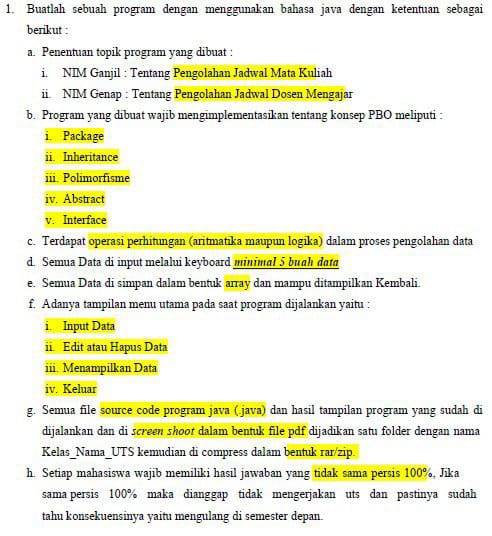 1. Buatlah sebuah program dengan menggunakan bahasa java dengan ketentuan sebagai
berikut :
a. Penentuan topik program yang dibuat :
i. NIM Ganjil : Tentang Pengolahan Jadwal Mata Kuliah
ii. NIM Genap : Tentang Pengolahan Jadwal Dosen Mengajar
b. Program yang dibuat wajib mengimplementasikan tentang konsep PBO meliputi :
i. Package
ii. Inheritance
iii. Polimorfisme
iv. Abstract
v. Interface
c. Terdapat operasi perhitungan (aritmatika maupun logika) dalam proses pengolahan data
d. Semua Data di input melalui keyboard minimal 5 buah data
e. Semua Data di simpan dalam bentuk array dan mampu ditampilkan Kembali.
f. Adanya tampilan menu utama pada saat program dijalankan yaitu :
i. Input Data
ii. Edit atau Hapus Data
iii. Menampilkan Data
iv. Keluar
g. Semua file source code program java (.java) dan hasil tampilan program yang sudah di
dijalankan dan di screen shoot dalam bentuk file pdf dijadikan satu folder dengan nama
Kelas_Nama_UTS kemudian di compress dalam bentuk rar/zip.
h. Setiap mahasiswa wajib memiliki hasil jawaban yang tidak sama persis 100%, Jika
sama persis 100% maka dianggap tidak mengerjakan uts dan pastinya sudah
tahu konsekuensinya yaitu mengulang di semester depan.